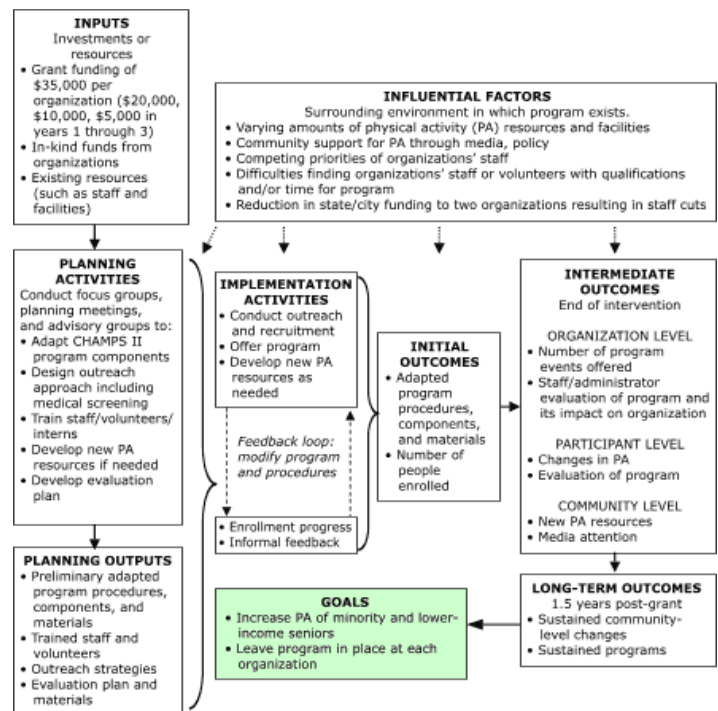 INPUTS
Investments or
resources
• Grant funding of
$35,000 per
organization ($20,000,
$10,000, $5,000 in
years 1 through 3)
• In-kind funds from
organizations
• Existing resources
(such as staff and
facilities)
INFLUENTIAL FACTORS
Surrounding environment in which program exists.
• Varying amounts of physical activity (PA) resources and facilities
• Community support for PA through media, policy
• Competing priorities of organizations’ staff
• Difficulties finding organizations’ staff or volunteers with qualifications
and/or time for program
• Reduction in state/city funding to two organizations resulting in staff cuts
PLANNING
ACTIVITIES
Conduct focus groups,
planning meetings,
and advisory groups to:
• Adapt CHAMPS II
program components
• Design outreach
approach including
medical screening
• Train staff/volunteers/
interns
• Develop new PA
resources if needed
• Develop evaluation
plan
PLANNING OUTPUTS
• Preliminary adapted
program procedures,
components, and
materials
• Trained staff and
volunteers
• Outreach strategies
• Evaluation plan and
materials
IMPLEMENTATION
ACTIVITIES
• Conduct outreach
and recruitment
• Offer program
• Develop new PA
resources as
needed
Feedback loop:
modify program
and procedures
• Enrollment progress
• Informal feedback
INITIAL
OUTCOMES
• Adapted
program
procedures,
components,
and materials
• Number of
people
enrolled
INTERMEDIATE
OUTCOMES
End of intervention
ORGANIZATION LEVEL
• Number of program
events offered
• Staff/administrator
evaluation of program and
its impact on organization
PARTICIPANT LEVEL
• Changes in PA
• Evaluation of program
COMMUNITY LEVEL
• New PA resources
• Media attention
LONG-TERM OUTCOMES
1.5 years post-grant
• Sustained community-
level changes
• Sustained programs
GOALS
• Increase PA of minority and lower-
income seniors
• Leave program in place at each
organization